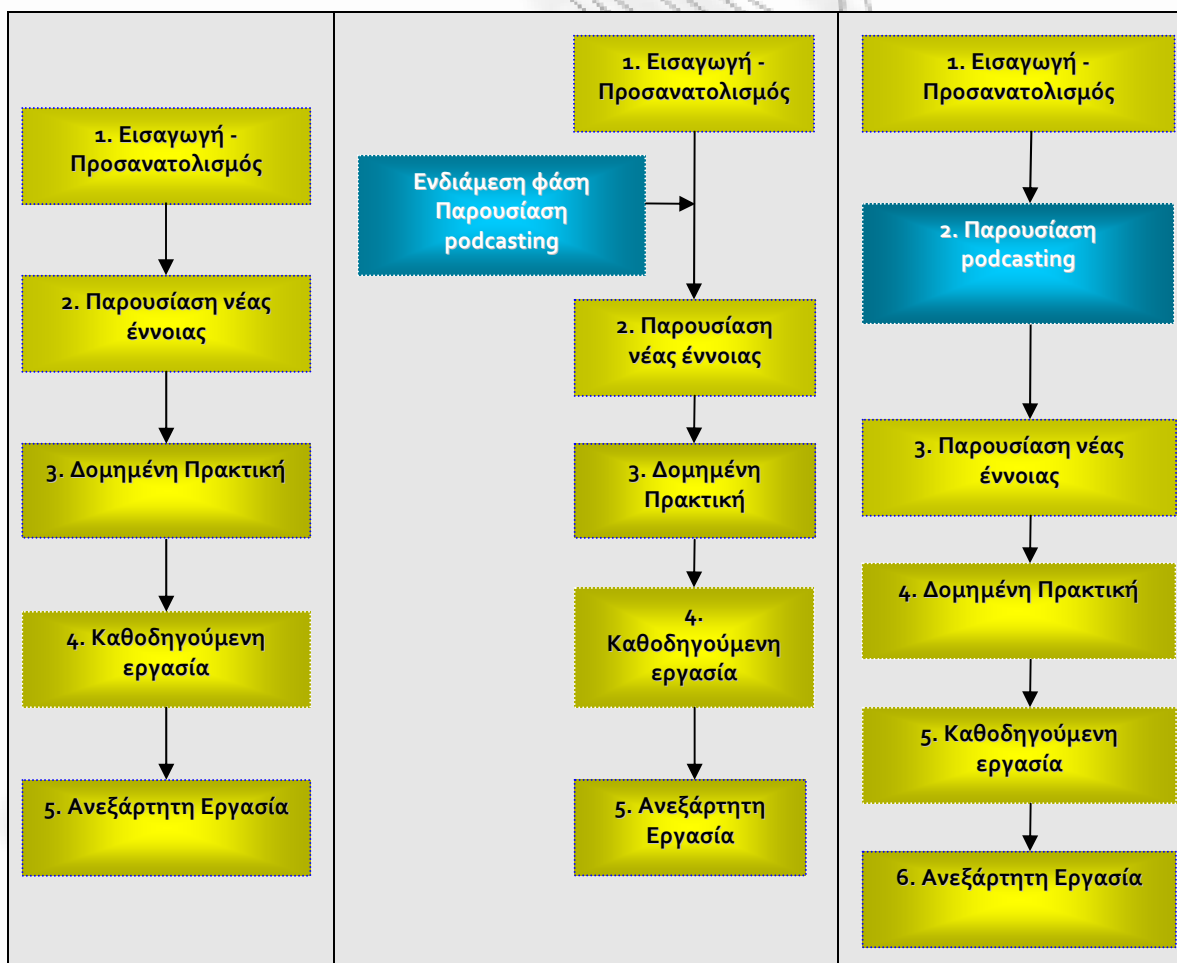 1. Εισαγωγή -
Προσανατολισμός
2. Παρουσίαση νέας
έννοιας
3. Δομημένη Πρακτική
4. Καθοδηγούμενη
εργασία
5. Ανεξάρτητη Εργασία
1. Εισαγωγή -
Προσανατολισμός
Ενδιάμεση φάση
Παρουσίαση
podcasting
2. Παρουσίαση
νέας έννοιας
3. Δομημένη
Πρακτική
4.
Καθοδηγούμενη
εργασία
5. Ανεξάρτητη
Εργασία
1. Εισαγωγή -
Προσανατολισμός
2. Παρουσίαση
podcasting
3. Παρουσίαση νέας
έννοιας
4. Δομημένη Πρακτική
5. Καθοδηγούμενη
εργασία
6. Ανεξάρτητη Εργασία